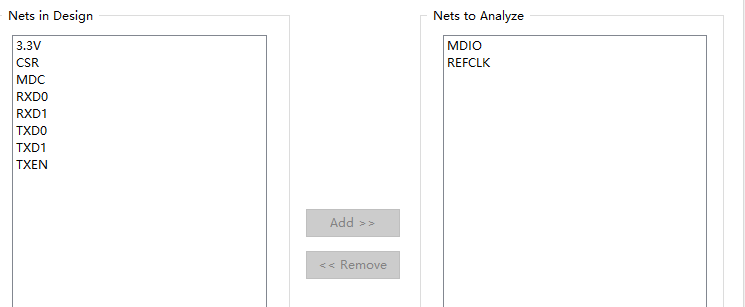 Nets in Design
3.3V
CSR
MDC
RXD0
RXD1
TXD0
TXD1
TXEN
Add >>
<< Remove
Nets to Analyze
MDIO
REFCLK